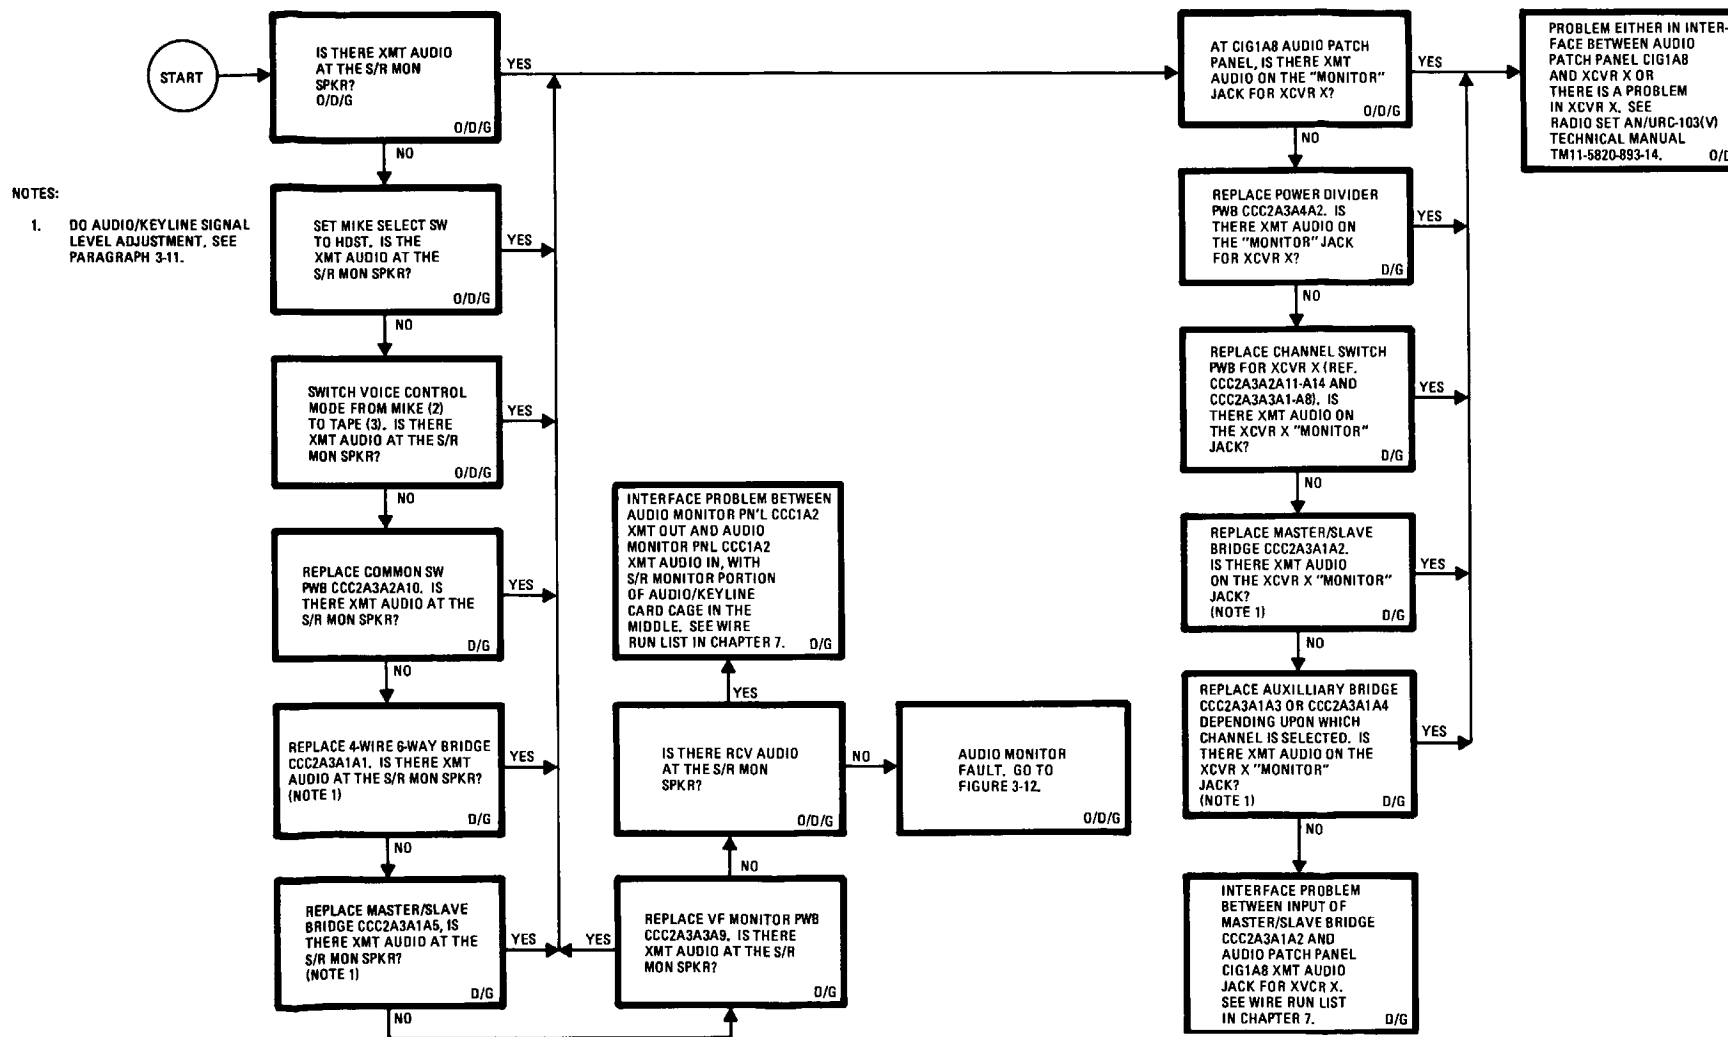 START
IS THERE XMT AUDIO
AT THE S/R MON
SPKR?
O/D/G
O/D/G
YES
NO
NOTES:
1. DO AUDIO/KEYLINE SIGNAL
LEVEL ADJUSTMENT, SEE
PARAGRAPH 3-11.
SET MIKE SELECT SW
TO HDST. IS THE
XMT AUDIO AT THE
S/R MON SPKR?
O/D/G
YES
NO
SWITCH VOICE CONTROL
MODE FROM MIKE (2)
TO TAPE (3). IS THERE
XMT AUDIO AT THE S/R
MON SPKR?
O/D/G
YES
NO
REPLACE COMMON SW
PWB CCC2A3A2A10. IS
THERE XMT AUDIO AT THE
S/R MON SPKR?
D/G
YES
NO
REPLACE 4-WIRE 6-WAY BRIDGE
CCC2A3A1A1. IS THERE XMT
AUDIO AT THE S/R MON SPKR?
(NOTE 1)
D/G
YES
NO
REPLACE MASTER/SLAVE
BRIDGE CCC2A3A1A5, IS
THERE XMT AUDIO AT THE
S/R MON SPKR?
(NOTE 1)
D/G
YES
NO
REPLACE VF MONITOR PWB
CCC2A3A3A9. IS THERE
XMT AUDIO AT THE S/R
MON SPKR?
D/G
YES
NO
IS THERE RCV AUDIO
AT THE S/R MON
SPKR?
O/D/G
YES
NO
INTERFACE PROBLEM BETWEEN
AUDIO MONITOR PN'L CCC1A2
XMT OUT AND AUDIO
MONITOR PNL CCC1A2
XMT AUDIO IN, WITH
S/R MONITOR PORTION
OF AUDIO/KEYLINE
CARD CAGE IN THE
MIDDLE. SEE WIRE
RUN LIST IN CHAPTER 7. D/G
AUDIO MONITOR
FAULT. GO TO
FIGURE 3-12.
O/D/G
AT CIG1A8 AUDIO PATCH
PANEL, IS THERE XMT
AUDIO ON THE "MONITOR"
JACK FOR XCVR X?
O/D/G
YES
NO
REPLACE POWER DIVIDER
PWB CCC2A3A4A2. IS
THERE XMT AUDIO ON
THE "MONITOR" JACK
FOR XCVR X?
D/G
YES
NO
REPLACE CHANNEL SWITCH
PWB FOR XCVR X (REF.
CCC2A3A2A11-A14 AND
CCC2A3A3A1-A8). IS
THERE XMT AUDIO ON
THE XCVR X "MONITOR"
JACK?
D/G
YES
NO
REPLACE MASTER/SLAVE
BRIDGE CCC2A3A1A2.
IS THERE XMT AUDIO
ON THE XCVR X "MONITOR"
JACK?
(NOTE 1)
D/G
YES
NO
REPLACE AUXILLIARY BRIDGE
CCC2A3A1A3 OR CCC2A3A1A4
DEPENDING UPON WHICH
CHANNEL IS SELECTED. IS
THERE XMT AUDIO ON THE
XCVR X "MONITOR"
JACK?
(NOTE 1) D/G
YES
NO
INTERFACE PROBLEM
BETWEEN INPUT OF
MASTER/SLAVE BRIDGE
CCC2A3A1A2 AND
AUDIO PATCH PANEL
CIG1A8 XMT AUDIO
JACK FOR XVCR X.
SEE WIRE RUN LIST
IN CHAPTER 7. D/G
PROBLEM EITHER IN INTER-
FACE BETWEEN AUDIO
PATCH PANEL CIG1A8
AND XCVR X OR
THERE IS A PROBLEM
IN XCVR X. SEE
RADIO SET AN/URC-103(V)
TECHNICAL MANUAL
TM11-5820-893-14. O/D